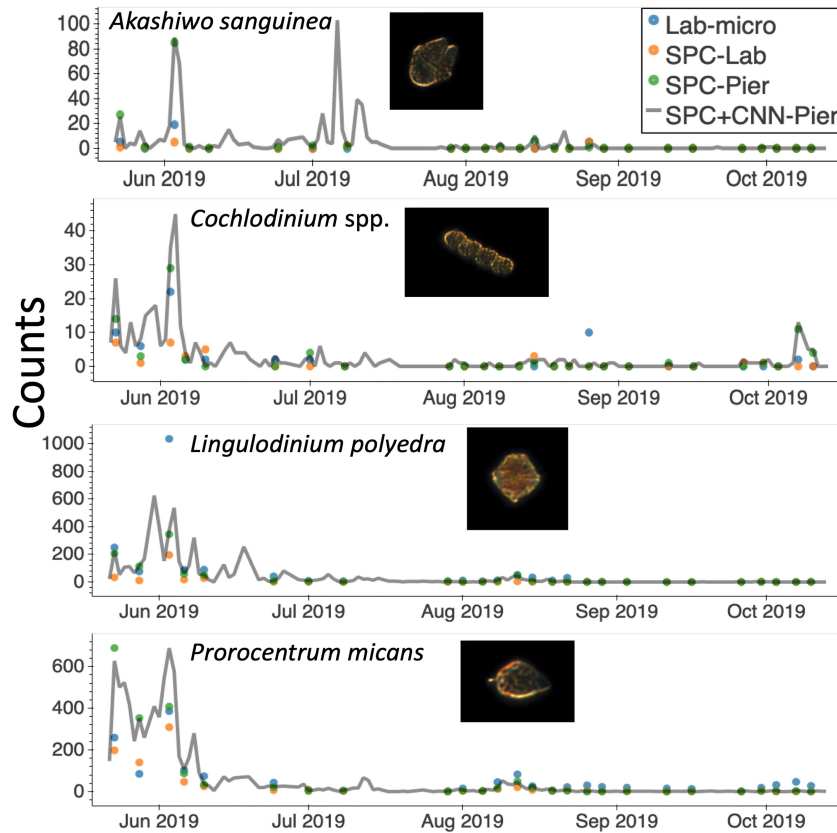 Akashiwo sanguinea
Lab-micro
SPC-Lab
SPC-Pier
SPC+CNN-Pier
100
80
60
40
20
0
Jun 2019 Jul 2019 Aug 2019 Sep 2019 Oct 2019
Cochlodinium spp.
40
30
20
10
0
Jun 2019 Jul 2019 Aug 2019 Sep 2019 Oct 2019
Counts
Lingulodinium polyedra
1000
800
600
400
200
0
Jun 2019 Jul 2019 Aug 2019 Sep 2019 Oct 2019
Prorocentrum micans
600
400
200
0
Jun 2019 Jul 2019 Aug 2019 Sep 2019 Oct 2019